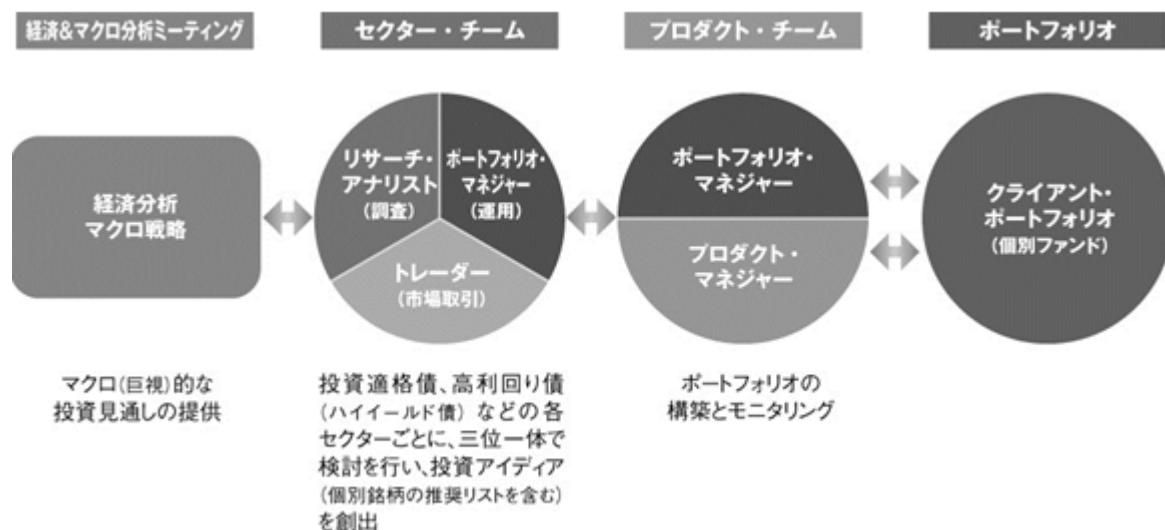 経済&マクロ分析ミーティング
経済分析
マクロ戦略
マクロ(巨視)的な
投資見通しの提供
セクター・チーム
リサーチ・
アナリスト
(調査)
ポートフォリオ・
マネジャー
(運用)
トレーダー
(市場取引)
投資適格債、高利回り債
(ハイイールド債)などの各
セクターごとに、三位一体で
検討を行い、投資アイディア
(個別銘柄の推奨リストを含む)
を創出
プロダクト・チーム
ポートフォリオ・
マネジャー
プロダクト・
マネジャー
ポートフォリオの
構築とモニタリング
ポートフォリオ
クライアント・
ポートフォリオ
(個別ファンド)